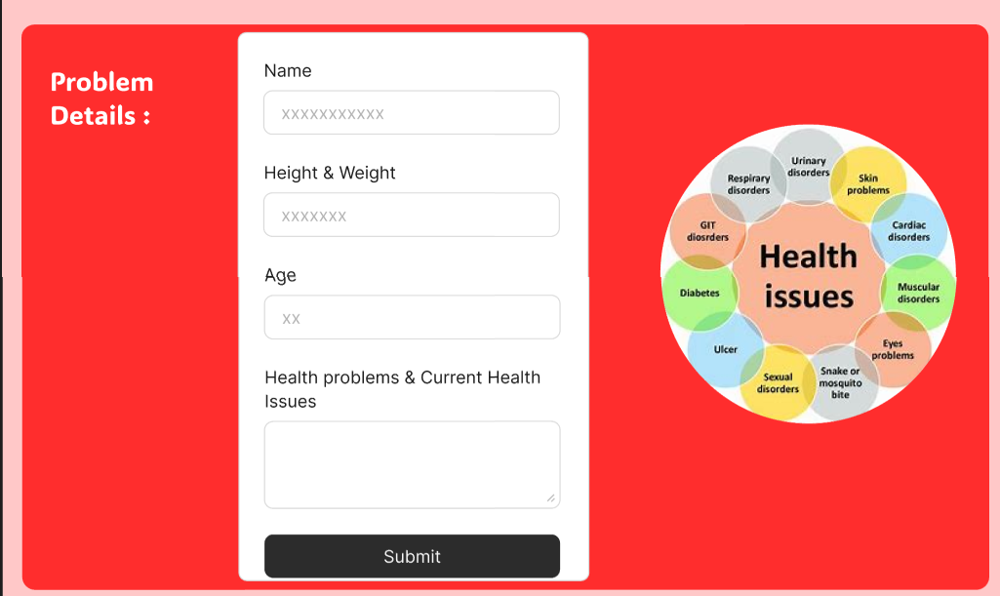 Problem
Details :
Name
xxxxxxxxxxx
Height & Weight
xxxxxxx
Age
xx
Health problems & Current Health
Issues
Submit
Health
issues
Urinary
disorders
Skin
problems
Cardiac
disorders
Muscular
disorders
Eyes
problems
Snake or
mosquito
bite
Sexual
disorders
Ulcer
Diabetes
GIT
diosrders
Respirary
disorders